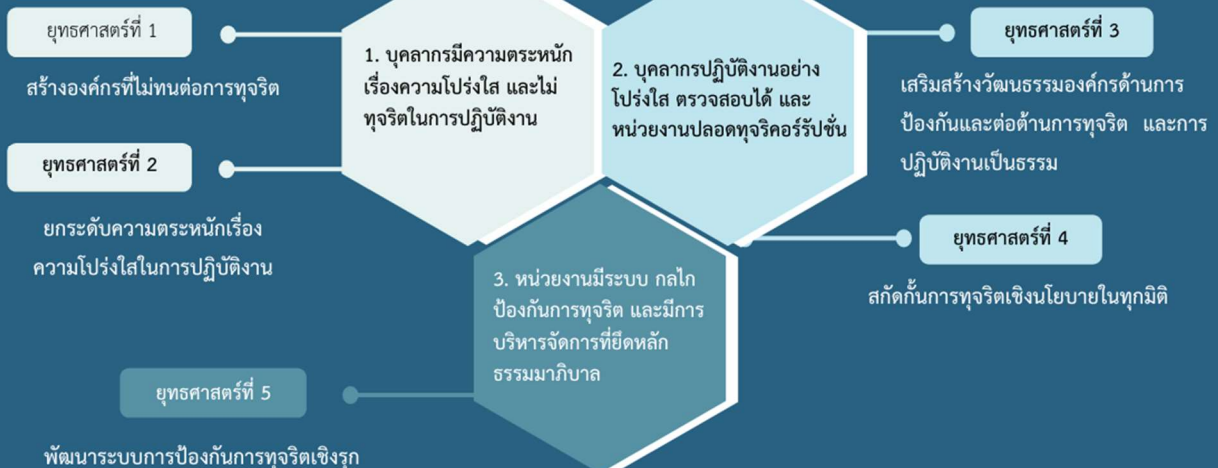 ยุทธศาสตร์ที่ 1
สร้างองค์กรที่ไม่ทนต่อการทุจริต
ยุทธศาสตร์ที่ 2
ยกระดับความตระหนักเรื่อง
ความโปร่งใสในการปฏิบัติงาน
1. บุคลากรมีความตระหนัก
เรื่องความโปร่งใส และไม่
ทุจริตในการปฏิบัติงาน
2. บุคลากรปฏิบัติงานอย่าง
โปร่งใส ตรวจสอบได้ และ
หน่วยงานปลอดทุจริคอร์รัปชั่น
ยุทธศาสตร์ที่ 3
เสริมสร้างวัฒนธรรมองค์กรด้านการ
ป้องกันและต่อต้านการทุจริต และการ
ปฏิบัติงานเป็นธรรม
ยุทธศาสตร์ที่ 4
สกัดกั้นการทุจริตเชิงนโยบายในทุกมิติ
3. หน่วยงานมีระบบ กลไก
ป้องกันการทุจริต และมีการ
บริหารจัดการที่ยึดหลัก
ธรรมมาภิบาล
ยุทธศาสตร์ที่ 5
พัฒนาระบบการป้องกันการทุจริตเชิงรุก